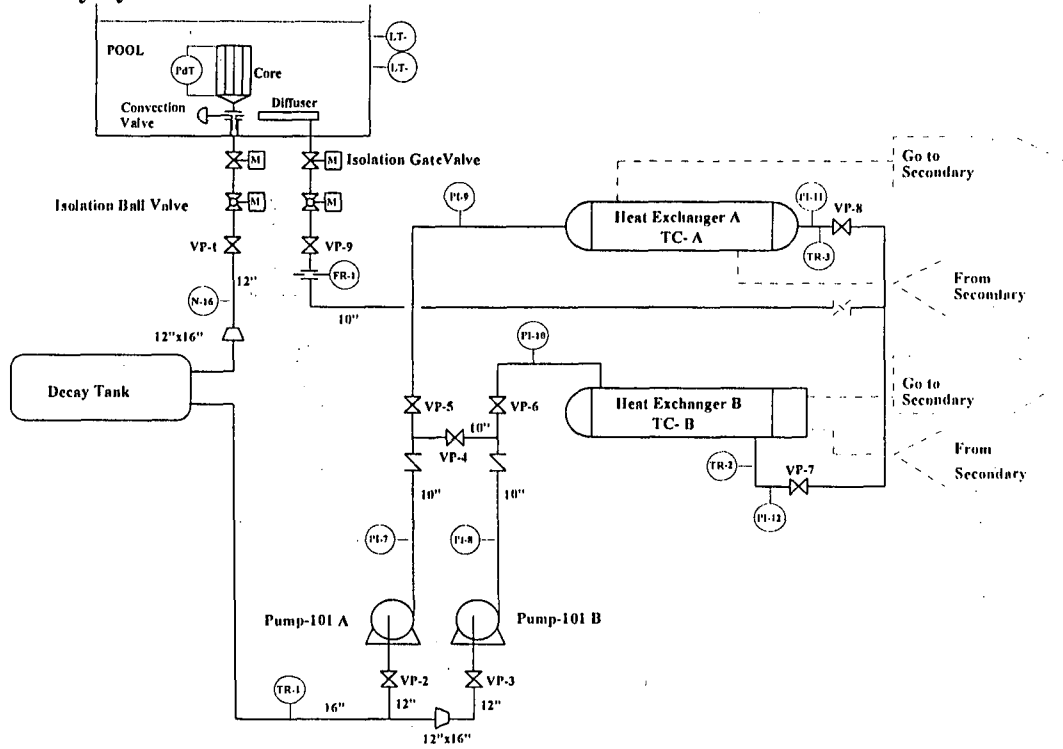 POOL
LT-
LT-
PdT
Core
Convection
Valve
Diffuser
M
M
Isolation GateValve
Isolation Ball Valve
M
M
VP-1
VP-9
12"
FR-1
N-16
12"x16"
10"
Decay Tank
PI-9
Heat Exchanger A
TC- A
PI-11
VP-8
TR-3
Go to
Secondary
From
Secondary
PI-10
VP-5
VP-6
10"
VP-4
Heat Exchanger B
TC- B
Go to
Secondary
From
Secondary
TR-2
VP-7
PI-12
10"
10"
PI-7
PI-8
Pump-101 A
Pump-101 B
VP-2
VP-3
TR-1
16"
12"
12"
12"x16"